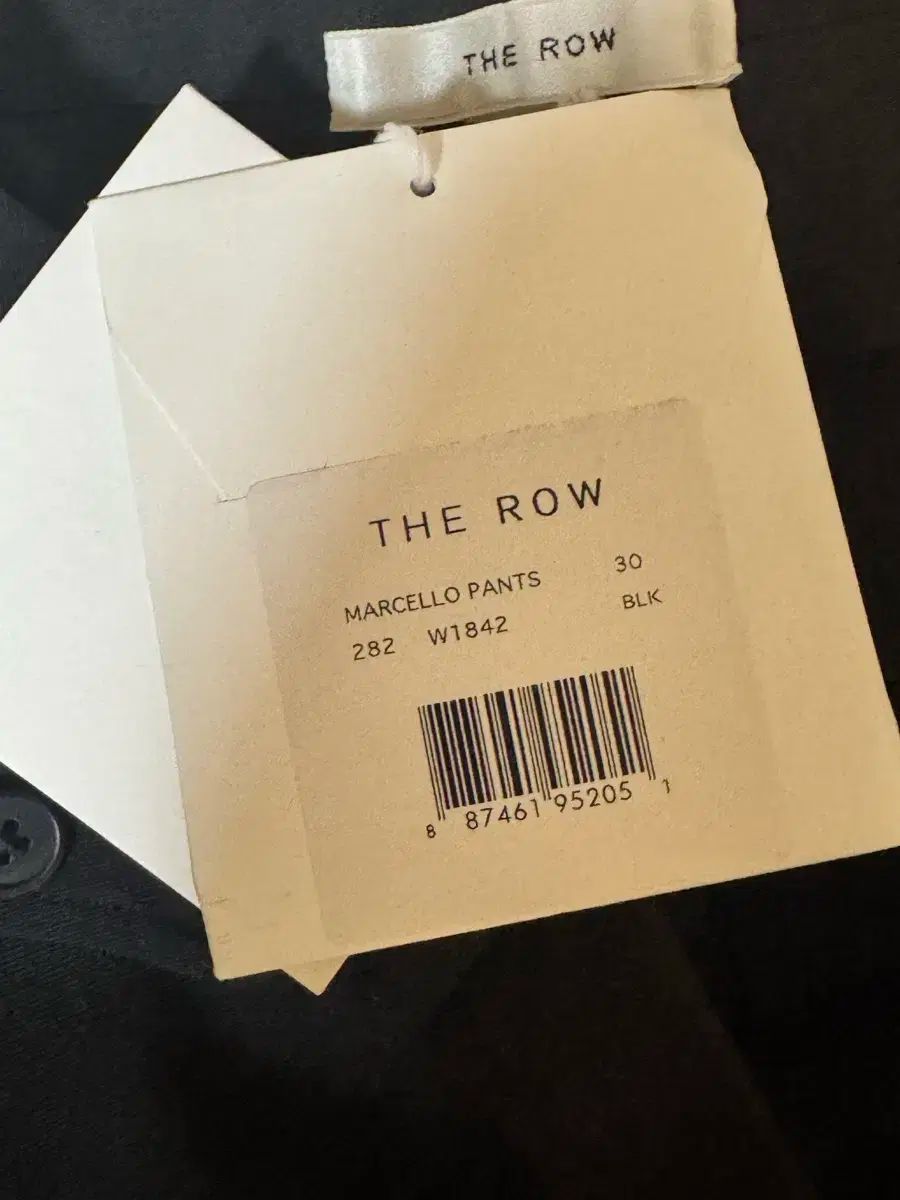 THE ROW
THE ROW
MARCELLO PANTS 30
282 W1842 BLK
8 87461 95205 1